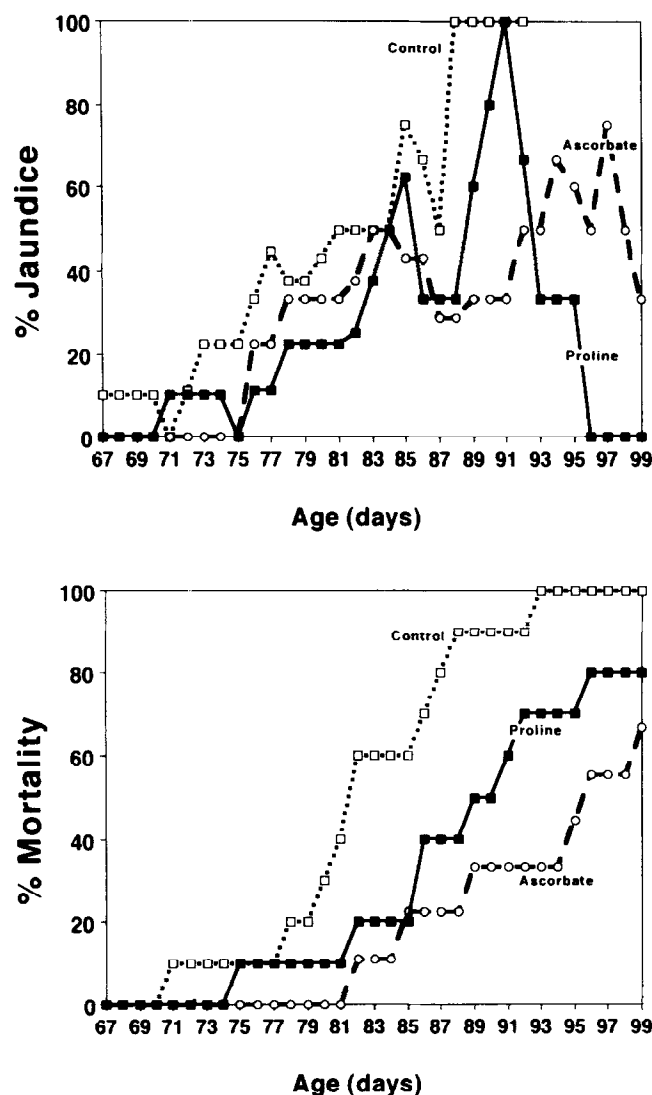 % Jaundice
100
80
60
40
20
0
Control
Ascorbate
Proline
67 69 71 73 75 77 79 81 83 85 87 89 91 93 95 97 99
Age (days)
% Mortality
100
80
60
40
20
0
Control
Proline
Ascorbate
67 69 71 73 75 77 79 81 83 85 87 89 91 93 95 97 99
Age (days)